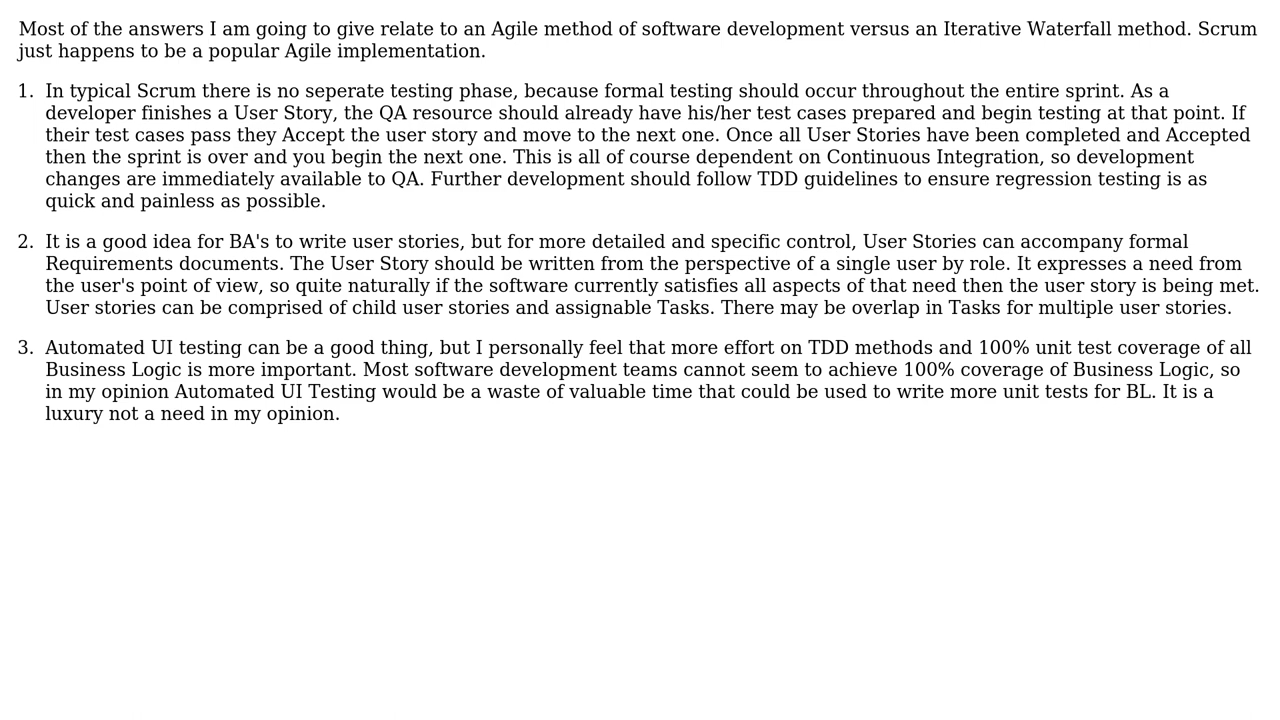 Most of the answers I am going to give relate to an Agile method of software development versus an Iterative Waterfall method. Scrum
just happens to be a popular Agile implementation.
1. In typical Scrum there is no seperate testing phase, because formal testing should occur throughout the entire sprint. As a
developer finishes a User Story, the QA resource should already have his/her test cases prepared and begin testing at that point. If
their test cases pass they Accept the user story and move to the next one. Once all User Stories have been completed and Accepted
then the sprint is over and you begin the next one. This is all of course dependent on Continuous Integration, so development
changes are immediately available to QA. Further development should follow TDD guidelines to ensure regression testing is as
quick and painless as possible.
2. It is a good idea for BA's to write user stories, but for more detailed and specific control, User Stories can accompany formal
Requirements documents. The User Story should be written from the perspective of a single user by role. It expresses a need from
the user's point of view, so quite naturally if the software currently satisfies all aspects of that need then the user story is being met.
User stories can be comprised of child user stories and assignable Tasks. There may be overlap in Tasks for multiple user stories.
3. Automated UI testing can be a good thing, but I personally feel that more effort on TDD methods and 100% unit test coverage of all
Business Logic is more important. Most software development teams cannot seem to achieve 100% coverage of Business Logic, so
in my opinion Automated UI Testing would be a waste of valuable time that could be used to write more unit tests for BL. It is a
luxury not a need in my opinion.